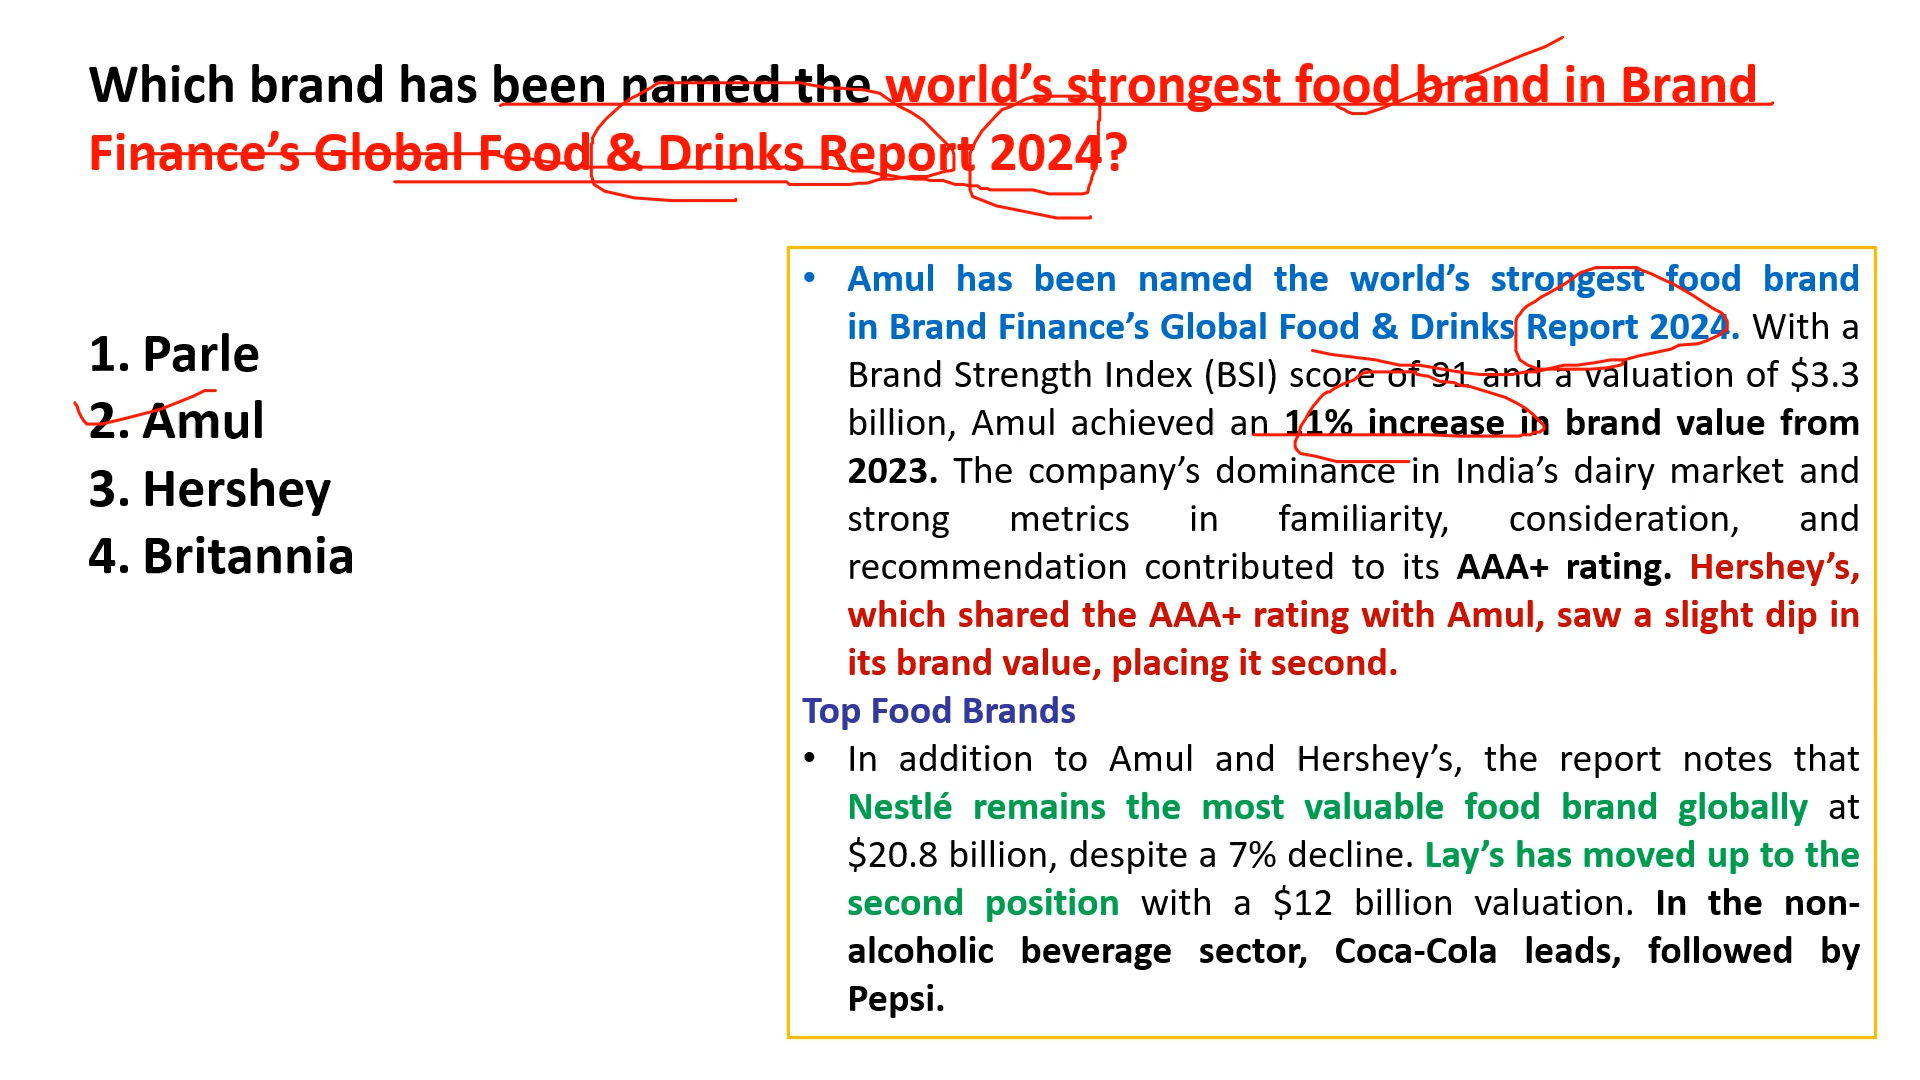 Which brand has been named the world’s strongest food brand in Brand
Finance’s Global Food & Drinks Report 2024?
1. Parle
2. Amul
3. Hershey
4. Britannia
• Amul has been named the world’s strongest food brand
in Brand Finance’s Global Food & Drinks Report 2024. With a
Brand Strength Index (BSI) score of 91 and a valuation of $3.3
billion, Amul achieved an 11% increase in brand value from
2023. The company’s dominance in India’s dairy market and
strong metrics in familiarity, consideration, and
recommendation contributed to its AAA+ rating. Hershey’s,
which shared the AAA+ rating with Amul, saw a slight dip in
its brand value, placing it second.
Top Food Brands
• In addition to Amul and Hershey’s, the report notes that
Nestlé remains the most valuable food brand globally at
$20.8 billion, despite a 7% decline. Lay’s has moved up to the
second position with a $12 billion valuation. In the non-
alcoholic beverage sector, Coca-Cola leads, followed by
Pepsi.